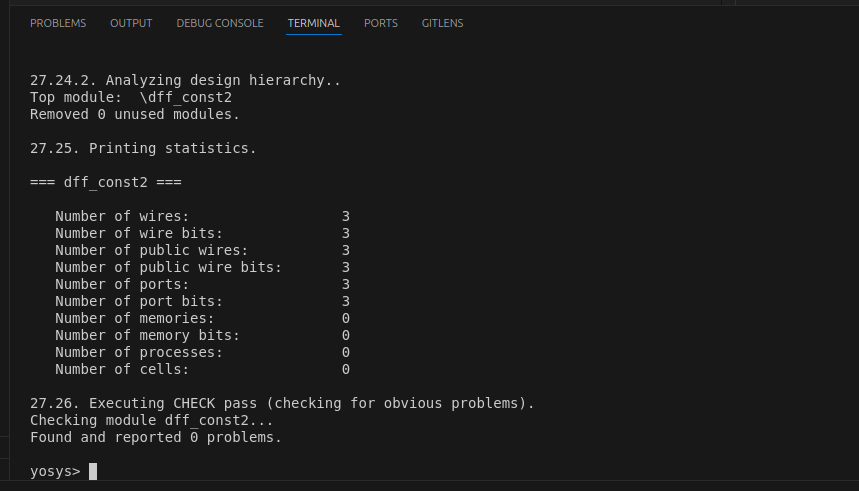 PROBLEMS OUTPUT DEBUG CONSOLE TERMINAL PORTS GITLENS
27.24.2. Analyzing design hierarchy..
Top module:  \dff_const2
Removed 0 unused modules.
27.25. Printing statistics.
=== dff_const2 ===
Number of wires: 3
Number of wire bits: 3
Number of public wires: 3
Number of public wire bits: 3
Number of ports: 3
Number of port bits: 3
Number of memories: 0
Number of memory bits: 0
Number of processes: 0
Number of cells: 0
27.26. Executing CHECK pass (checking for obvious problems).
Checking module dff_const2...
Found and reported 0 problems.
yosys>